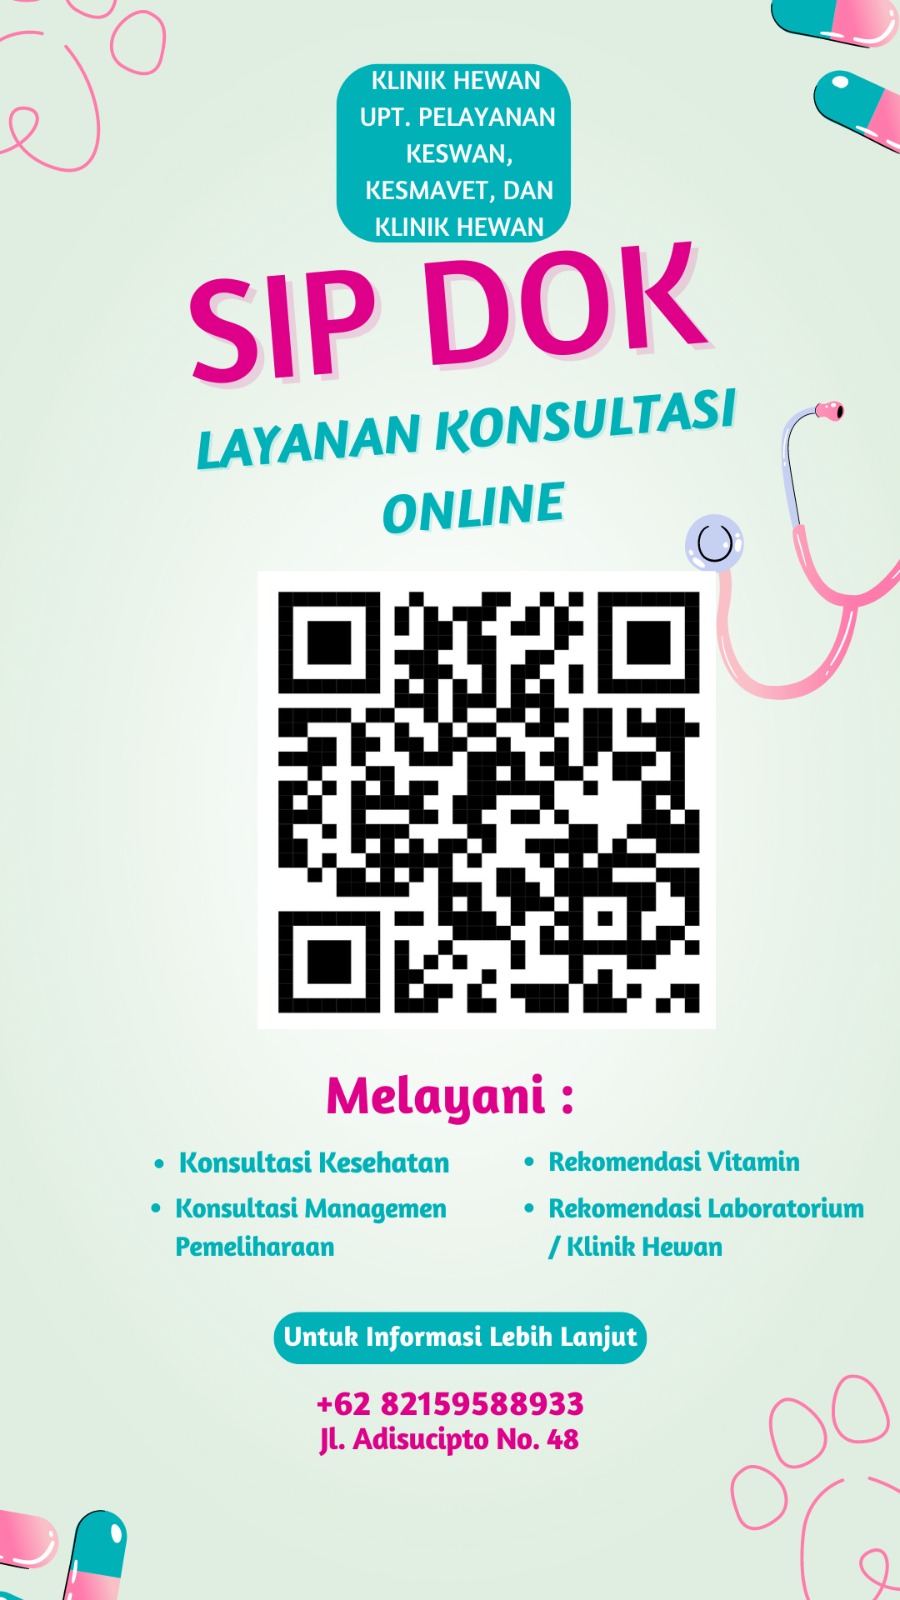 KLINIK HEWAN
UPT. PELAYANAN
KESWAN,
KESMAVET, DAN
KLINIK HEWAN
SIP DOK
LAYANAN KONSULTASI
ONLINE
Melayani :
• Konsultasi Kesehatan
• Konsultasi Managemen
Pemeliharaan
• Rekomendasi Vitamin
• Rekomendasi Laboratorium
/ Klinik Hewan
Untuk Informasi Lebih Lanjut
+62 82159588933
Jl. Adisucipto No. 48